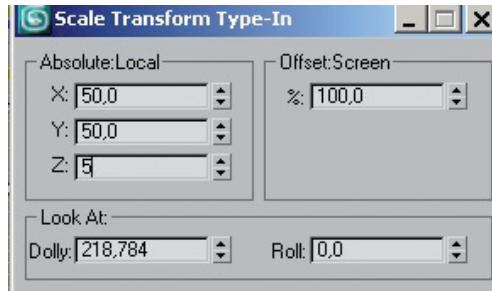 Scale Transform Type-In
Absolute:Local
X: 50,0
Y: 50,0
Z: 5
Offset:Screen
%: 100,0
Look At:
Dolly: 218,784
Roll: 0,0